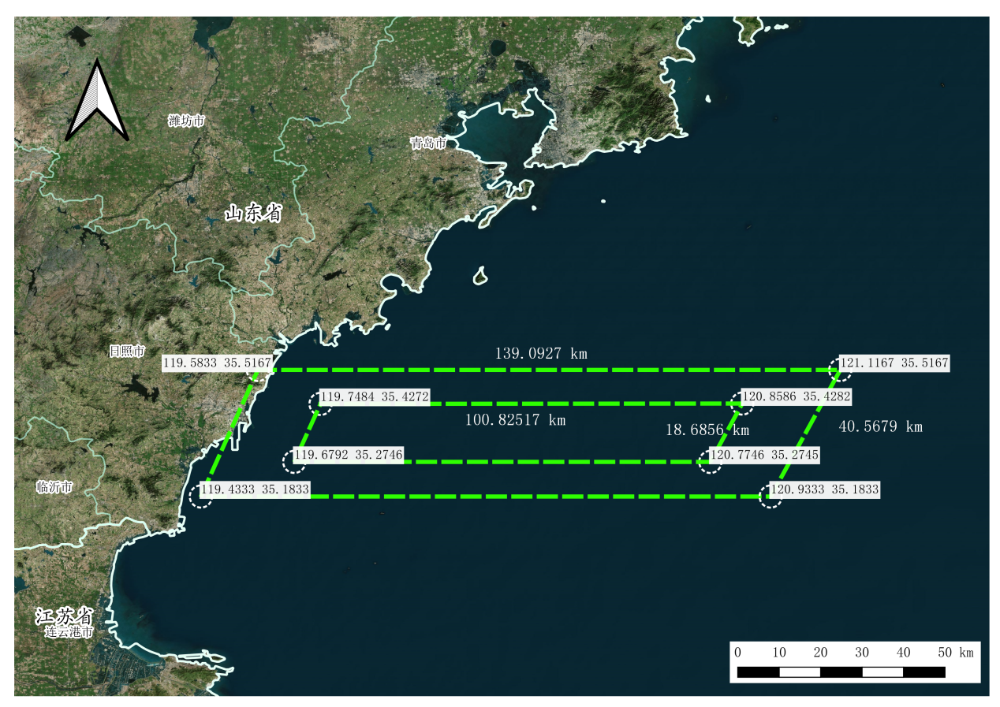 潍坊市
青岛市
山东省
日照市
139.0927 km
119.5833 35.5167
121.1167 35.5167
119.7484 35.4272
120.8586 35.4282
100.82517 km
18.6856 km
40.5679 km
119.6792 35.2746
120.7746 35.2745
临沂市
119.4333 35.1833
120.9333 35.1833
江苏省
连云港市
0 10 20 30 40 50 km